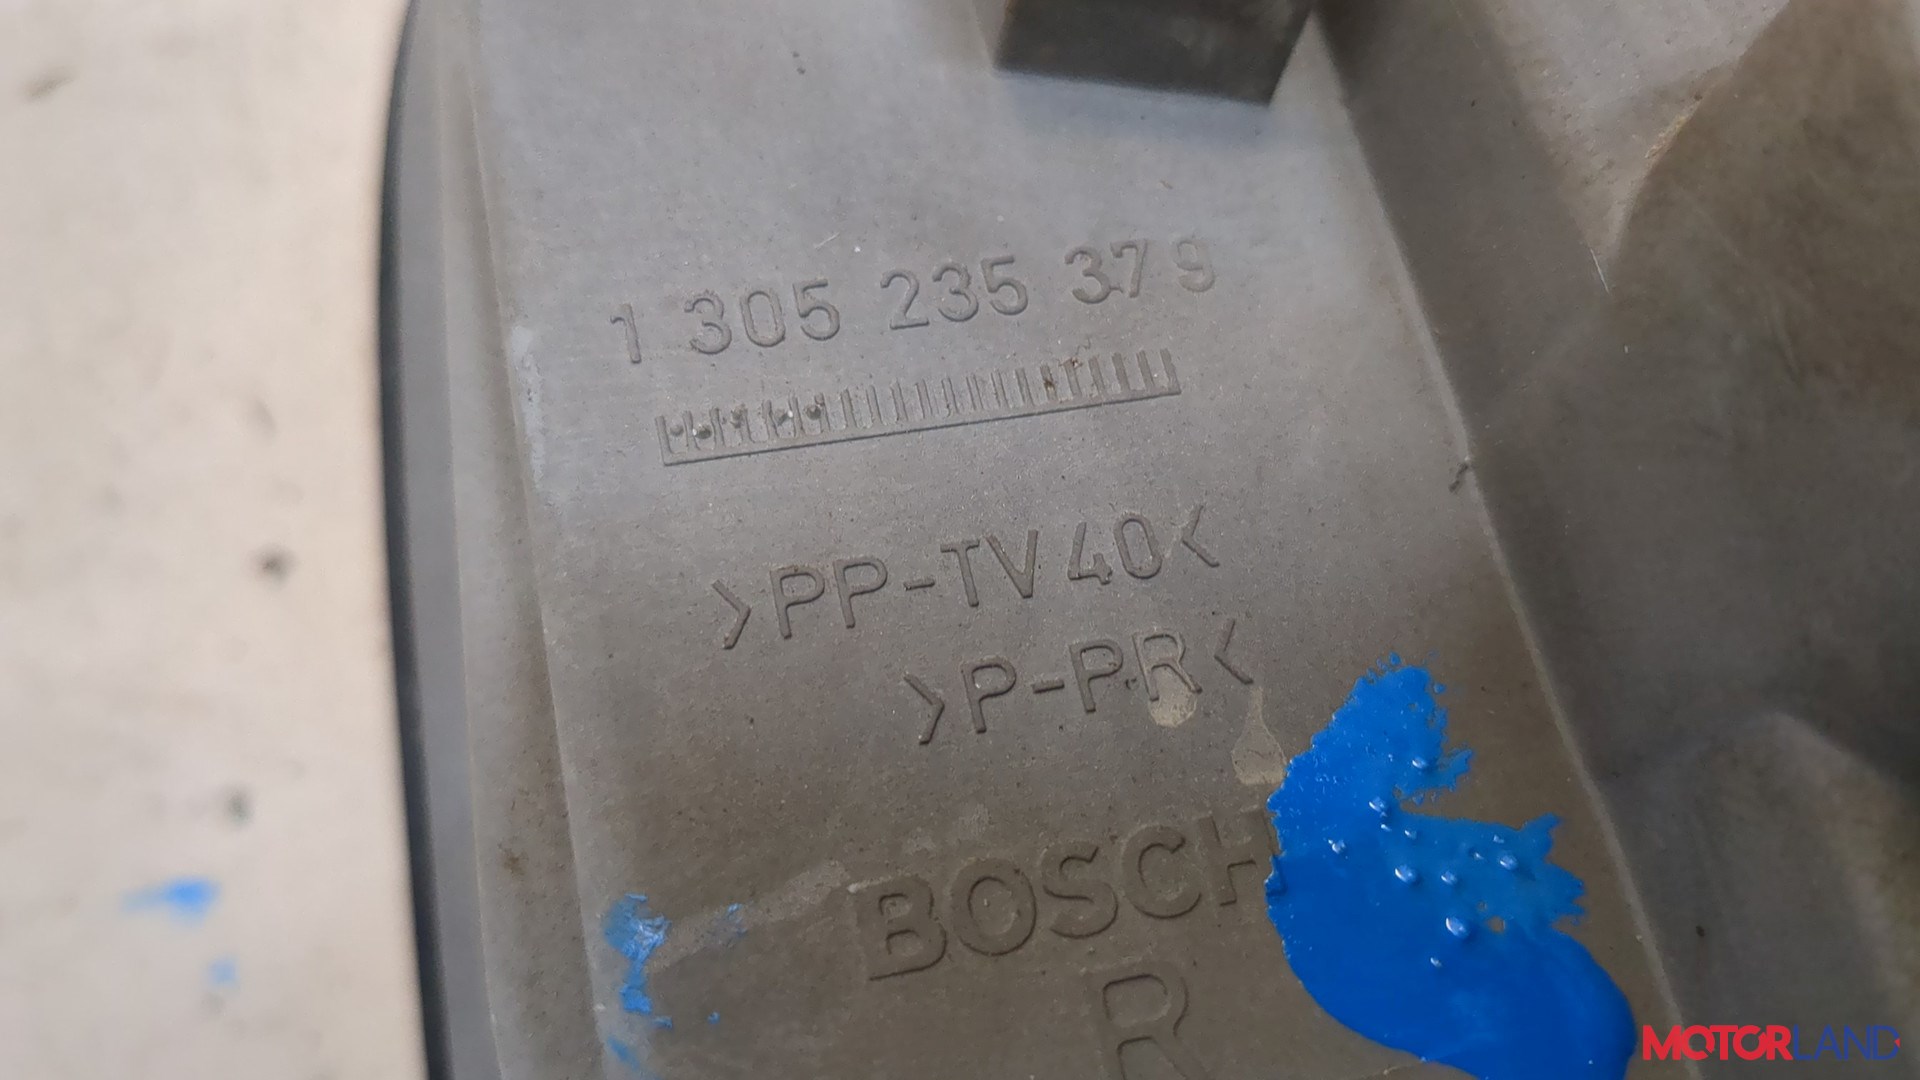 1 305 235 379
>PP-TV40<
>P-PR<
BOSCH
R
MOTORLAND